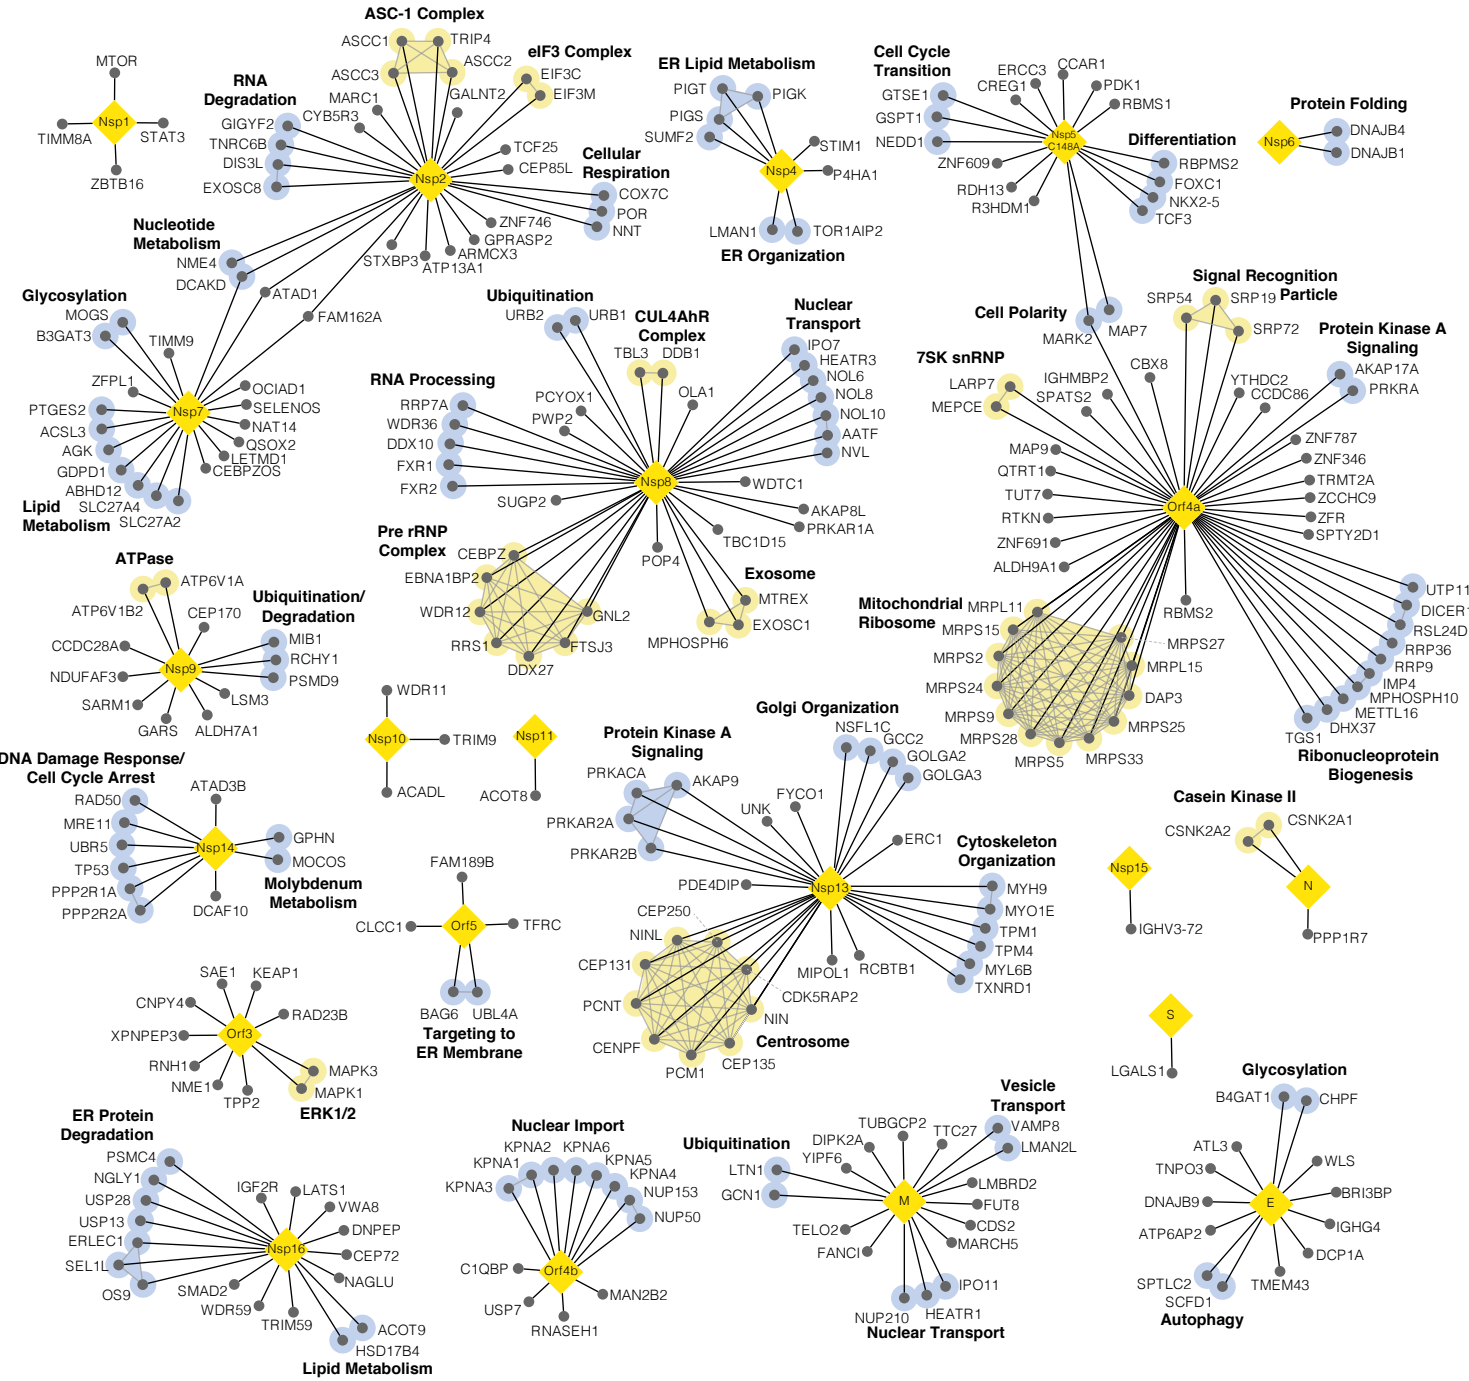 ASC-1 Complex
ASCC1
TRIP4
ASCC3
ASCC2
eIF3 Complex
EIF3C
EIF3M
MTOR
Nsp1
TIMM8A
STAT3
ZBTB16
RNA
Degradation
GIGYF2
TNRC6B
DIS3L
EXOSC8
MARC1
CYB5R3
GALNT2
Nsp2
TCF25
CEP85L
Cellular
Respiration
COX7C
POR
NNT
ZNF746
GPRASP2
ARMCX3
ATP13A1
STXBP3
Nucleotide
Metabolism
NME4
DCAKD
ATAD1
FAM162A
ER Lipid Metabolism
PIGT
PIGK
PIGS
SUMF2
STIM1
Nsp4
P4HA1
LMAN1
TOR1AIP2
ER Organization
Cell Cycle
Transition
GTSE1
GSPT1
NEDD1
CREG1
ERCC3
CCAR1
PDK1
RBMS1
Nsp5
C148A
ZNF609
RDH13
R3HDM1
Differentiation
RBPMS2
FOXC1
NKX2-5
TCF3
Protein Folding
Nsp6
DNAJB4
DNAJB1
Glycosylation
MOGS
B3GAT3
TIMM9
ZFPL1
Nsp7
OCIAD1
SELENOS
NAT14
QSOX2
LETMD1
CEBPZOS
PTGES2
ACSL3
AGK
GDPD1
ABHD12
SLC27A4
SLC27A2
Lipid
Metabolism
Ubiquitination
URB2
URB1
CUL4AhR
Complex
TBL3
DDB1
Nuclear
Transport
IPO7
HEATR3
NOL6
NOL8
NOL10
AATF
NVL
RNA Processing
RRP7A
WDR36
DDX10
FXR1
FXR2
PCYOX1
PWP2
OLA1
SUGP2
Nsp8
WDTC1
AKAP8L
PRKAR1A
TBC1D15
POP4
Pre rRNP
Complex
CEBPZ
EBNA1BP2
WDR12
RRS1
DDX27
FTSJ3
GNL2
Exosome
MTREX
EXOSC1
MPHOSPH6
Cell Polarity
MARK2
MAP7
Signal Recognition
Particle
SRP54
SRP19
SRP72
Protein Kinase A
Signaling
AKAP17A
PRKRA
7SK snRNP
LARP7
MEPCE
IGHMBP2
SPATS2
CBX8
YTHDC2
CCDC86
MAP9
QTRT1
TUT7
RTKN
ZNF691
ALDH9A1
Orf4a
ZNF787
ZNF346
TRMT2A
ZCCHC9
ZFR
SPTY2D1
RBMS2
Mitochondrial
Ribosome
MRPL11
MRPS15
MRPS2
MRPS24
MRPS9
MRPS28
MRPS5
MRPS33
MRPS25
DAP3
MRPL15
MRPS27
UTP11
DICER1
RSL24D
RRP36
RRP9
IMP4
MPHOSPH10
METTL16
DHX37
TGS1
Ribonucleoprotein
Biogenesis
ATPase
ATP6V1A
ATP6V1B2
CEP170
CCDC28A
NDUFAF3
SARM1
GARS
ALDH7A1
LSM3
Nsp9
Ubiquitination/
Degradation
MIB1
RCHY1
PSMD9
WDR11
Nsp10
TRIM9
ACADL
Nsp11
ACOT8
DNA Damage Response/
Cell Cycle Arrest
RAD50
MRE11
UBR5
TP53
PPP2R1A
PPP2R2A
ATAD3B
Nsp14
DCAF10
GPHN
MOCOS
Molybdenum
Metabolism
Protein Kinase A
Signaling
PRKACA
AKAP9
PRKAR2A
PRKAR2B
Golgi Organization
NSFL1C
GCC2
GOLGA2
GOLGA3
UNK
FYCO1
ERC1
PDE4DIP
Nsp13
MIPOL1
RCBTB1
Cytoskeleton
Organization
MYH9
MYO1E
TPM1
TPM4
MYL6B
TXNRD1
CEP250
NINL
CEP131
PCNT
CENPF
PCM1
CEP135
NIN
CDK5RAP2
Centrosome
Casein Kinase II
CSNK2A2
CSNK2A1
N
PPP1R7
Nsp15
IGHV3-72
FAM189B
CLCC1
Orf5
TFRC
BAG6
UBL4A
Targeting to
ER Membrane
SAE1
KEAP1
CNPY4
RAD23B
XPNPEP3
Orf3
RNH1
NME1
TPP2
MAPK3
MAPK1
ERK1/2
S
LGALS1
ER Protein
Degradation
PSMC4
NGLY1
USP28
USP13
ERLEC1
SEL1L
OS9
IGF2R
LATS1
VWA8
DNPEP
CEP72
NAGLU
Nsp16
SMAD2
WDR59
TRIM59
ACOT9
HSD17B4
Lipid Metabolism
Nuclear Import
KPNA2
KPNA6
KPNA1
KPNA5
KPNA3
KPNA4
NUP153
NUP50
C1QBP
Orf4b
USP7
RNASEH1
MAN2B2
Vesicle
Transport
VAMP8
LMAN2L
Ubiquitination
LTN1
GCN1
TUBGCP2
DIPK2A
YIPF6
TTC27
M
LMBRD2
FUT8
CDS2
MARCH5
TELO2
FANCI
IPO11
HEATR1
NUP210
Nuclear Transport
Glycosylation
B4GAT1
CHPF
ATL3
TNPO3
DNAJB9
ATP6AP2
E
WLS
BRI3BP
IGHG4
DCP1A
TMEM43
SPTLC2
SCFD1
Autophagy